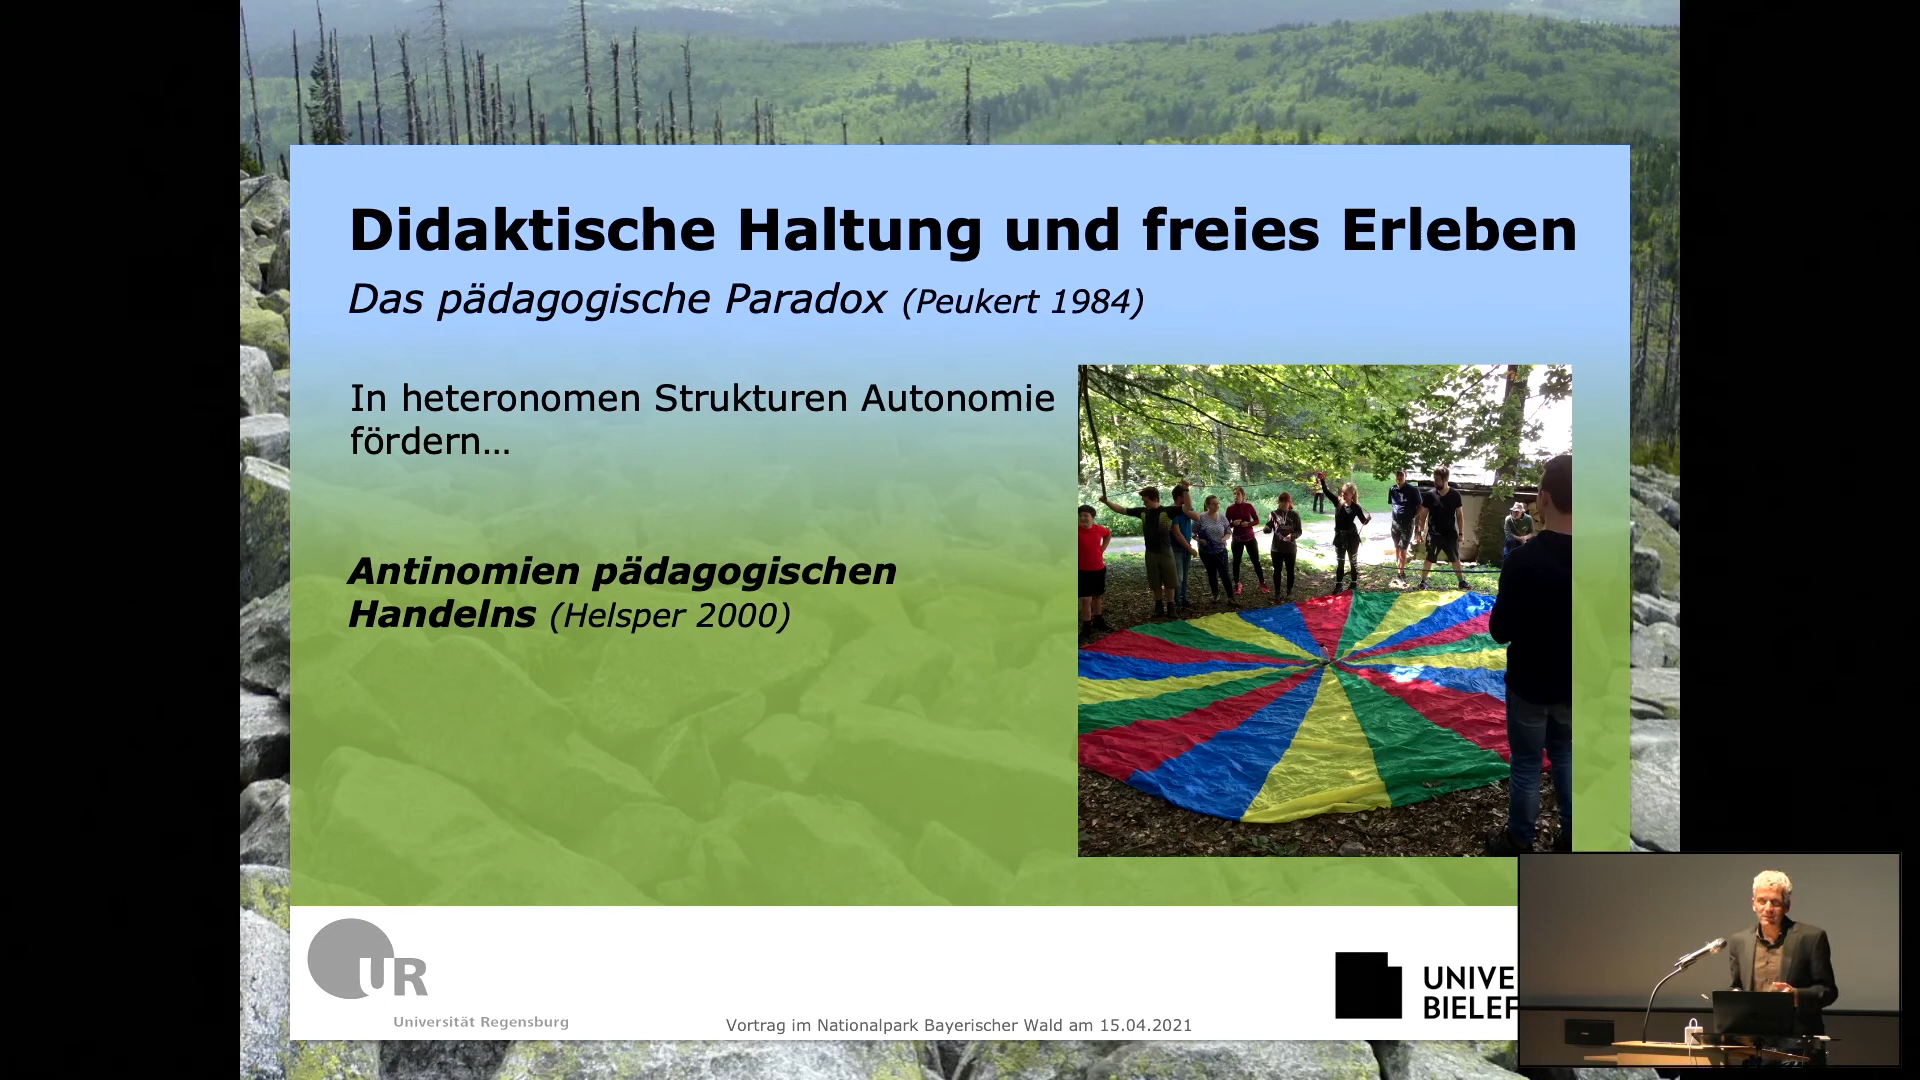 Didaktische Haltung und freies Erleben
Das pädagogische Paradox (Peukert 1984)
In heteronomen Strukturen Autonomie
fördern…
Antinomien pädagogischen
Handelns (Helsper 2000)
UR
Universität Regensburg
Vortrag im Nationalpark Bayerischer Wald am 15.04.2021
UNIVE
BIELEF